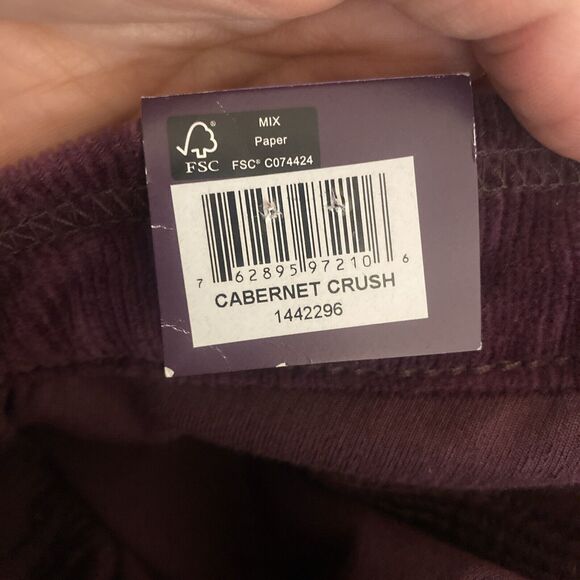 MIX
Paper
FSC
FSC® C074424
7 62895 97210 6
CABERNET CRUSH
1442296